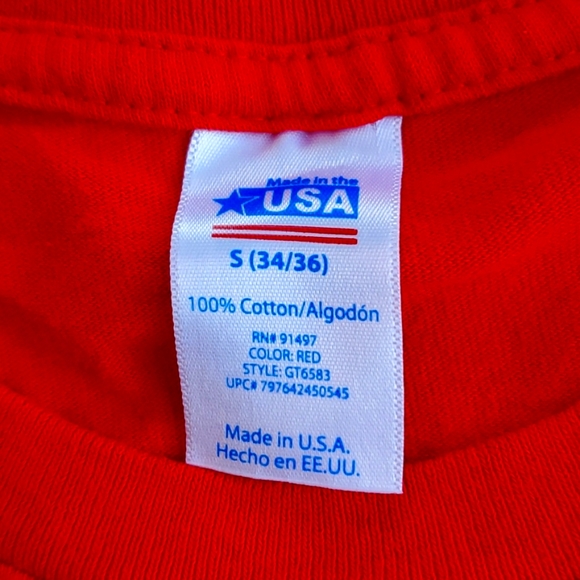 Made in the
USA
S (34/36)
100% Cotton/Algodón
RN# 91497
COLOR: RED
STYLE: GT6583
UPC# 797642450545
Made in U.S.A.
Hecho en EE.UU.